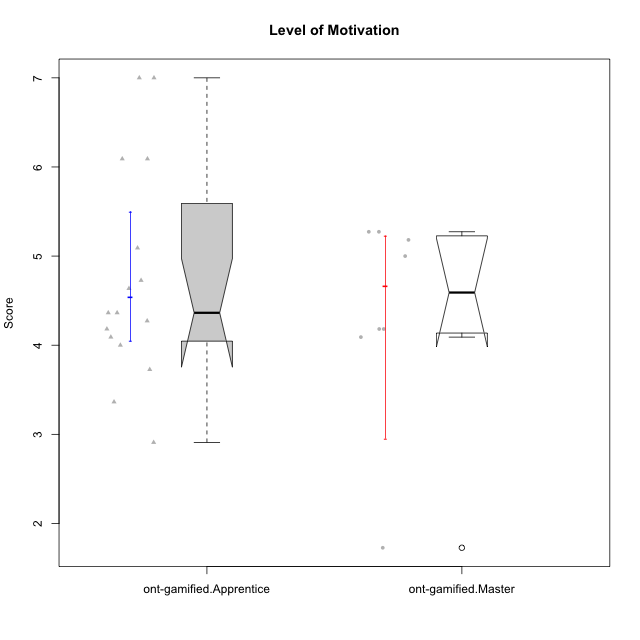 Level of Motivation
Score
7
6
5
4
3
2
ont-gamified.Apprentice
ont-gamified.Master